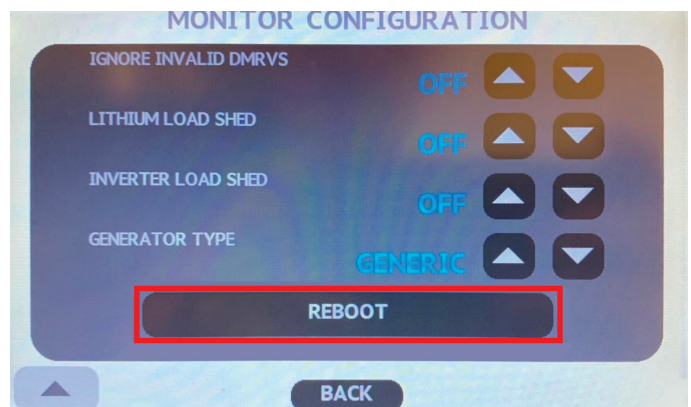 MONITOR CONFIGURATION
IGNORE INVALID DMRVS
OFF
LITHIUM LOAD SHED
OFF
INVERTER LOAD SHED
OFF
GENERATOR TYPE
GENERIC
REBOOT
BACK